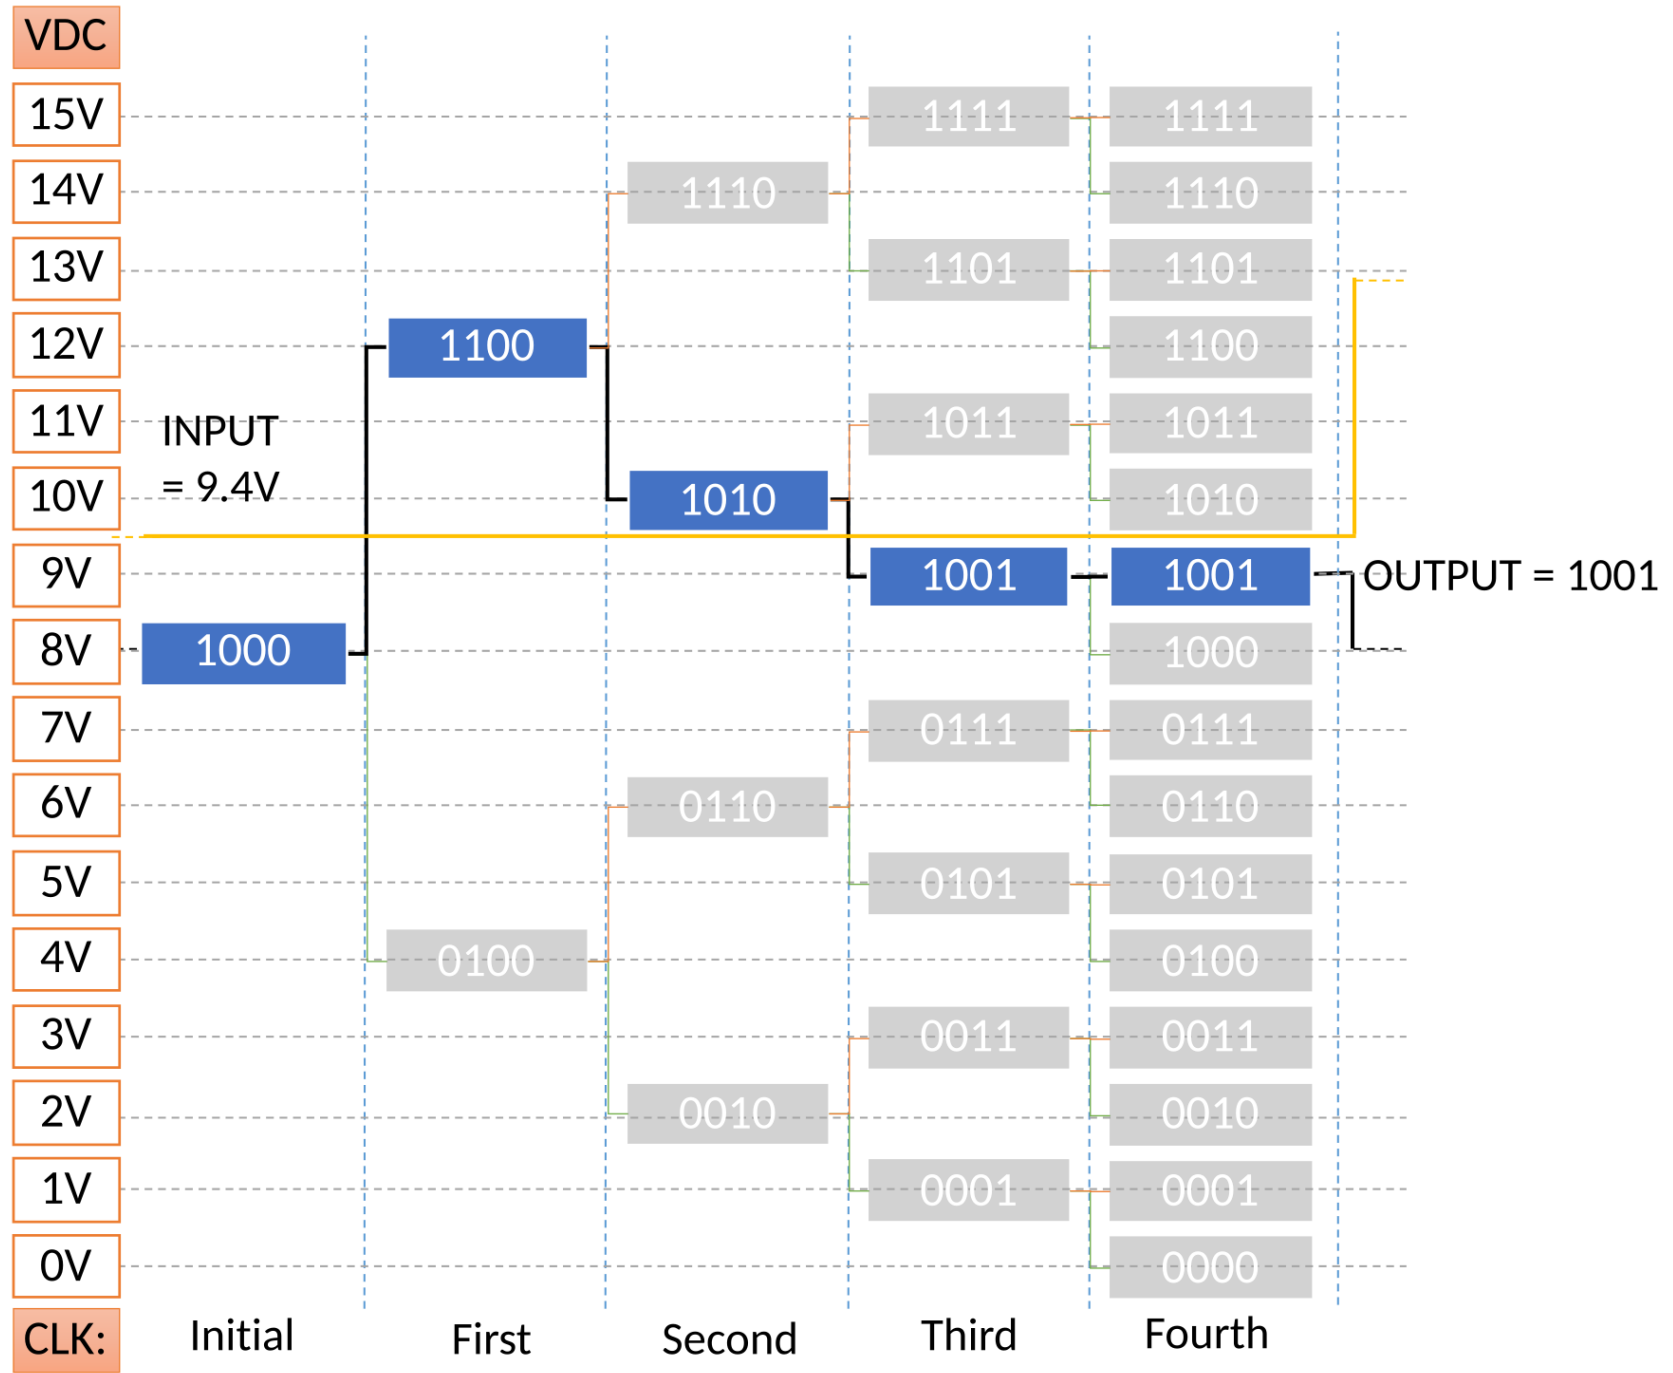 VDC
15V 1111 1111
14V 1110 1110
13V 1101 1101
12V 1100 1100
11V 1011 1011
INPUT
= 9.4V
10V 1010 1010
9V 1001 1001 OUTPUT = 1001
8V 1000 1000
7V 0111 0111
6V 0110 0110
5V 0101 0101
4V 0100 0100
3V 0011 0011
2V 0010 0010
1V 0001 0001
0V 0000
CLK: Initial First Second Third Fourth